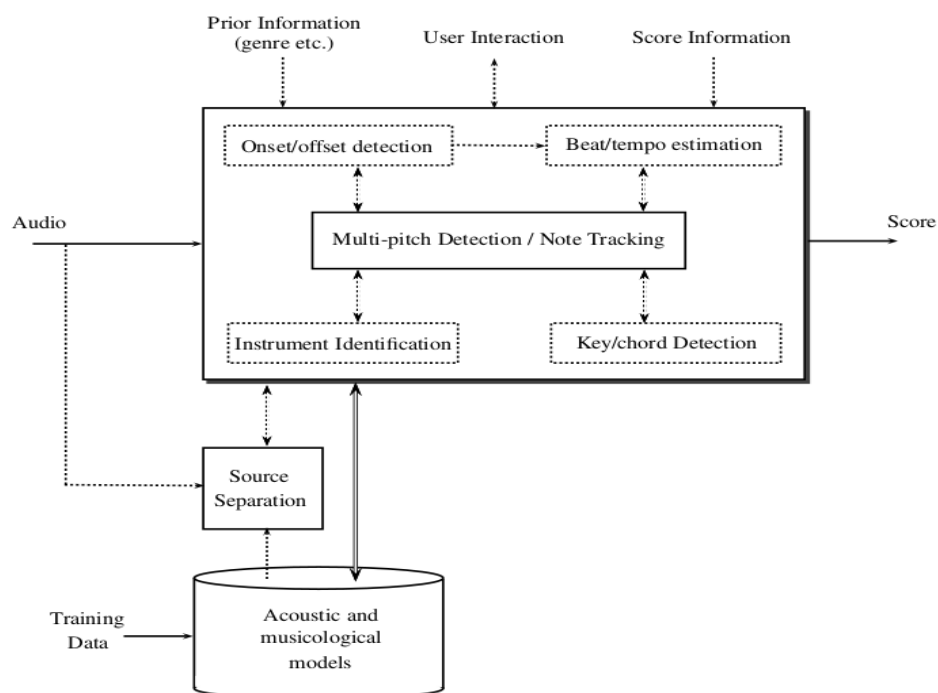 Prior Information
(genre etc.)
User Interaction
Score Information
Onset/offset detection
Beat/tempo estimation
Audio
Multi-pitch Detection / Note Tracking
Score
Instrument Identification
Key/chord Detection
Source
Separation
Training
Data
Acoustic and
musicological
models